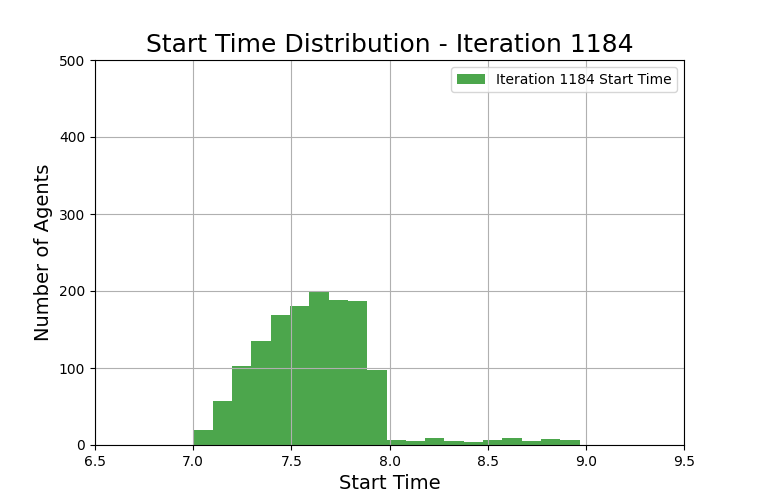 Start Time Distribution - Iteration 1184
Iteration 1184 Start Time
500
400
300
200
100
0
Number of Agents
6.5 7.0 7.5 8.0 8.5 9.0 9.5
Start Time